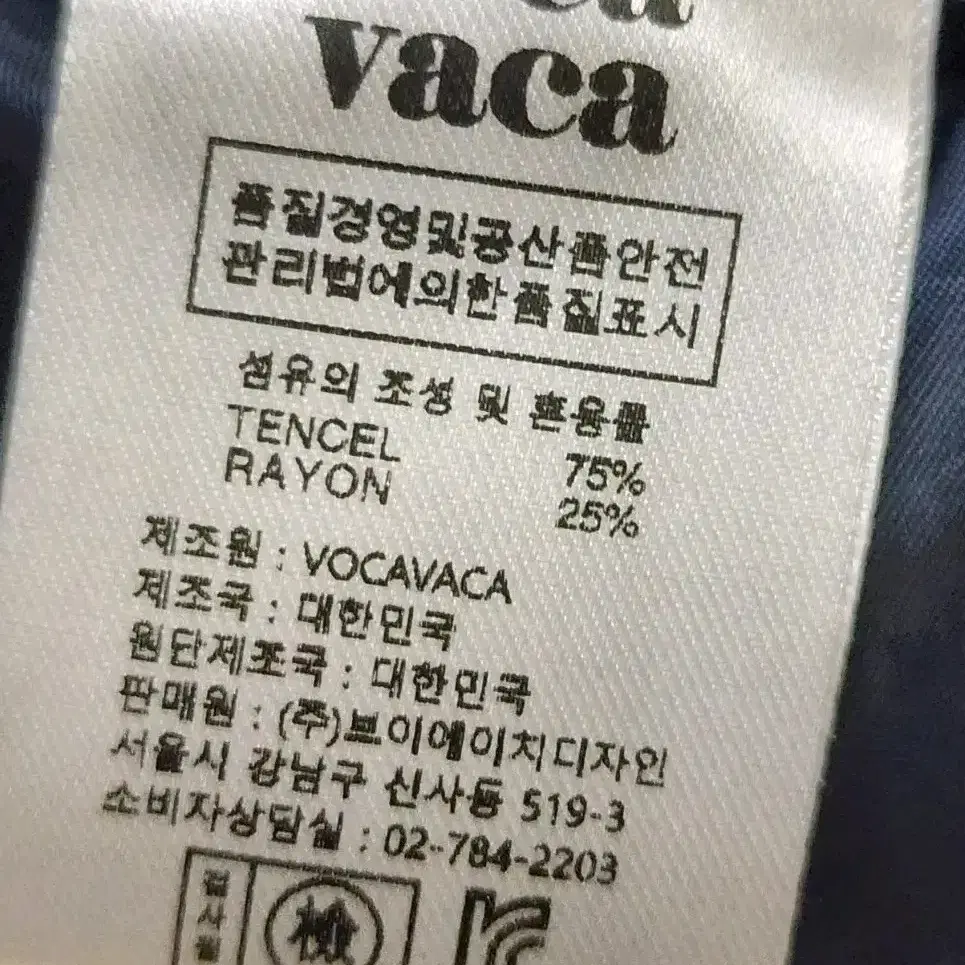 vaca
품질경영및공산품안전
관리법에의한품질표시
섬유의 조성 및 혼용률
TENCEL 75%
RAYON 25%
제조원 : VOCAVACA
제조국 : 대한민국
원단제조국 : 대한민국
판매원 : (주)브이에이치디자인
서울시 강남구 신사동 519-3
소비자상담실 : 02-784-2203
검사필
檢